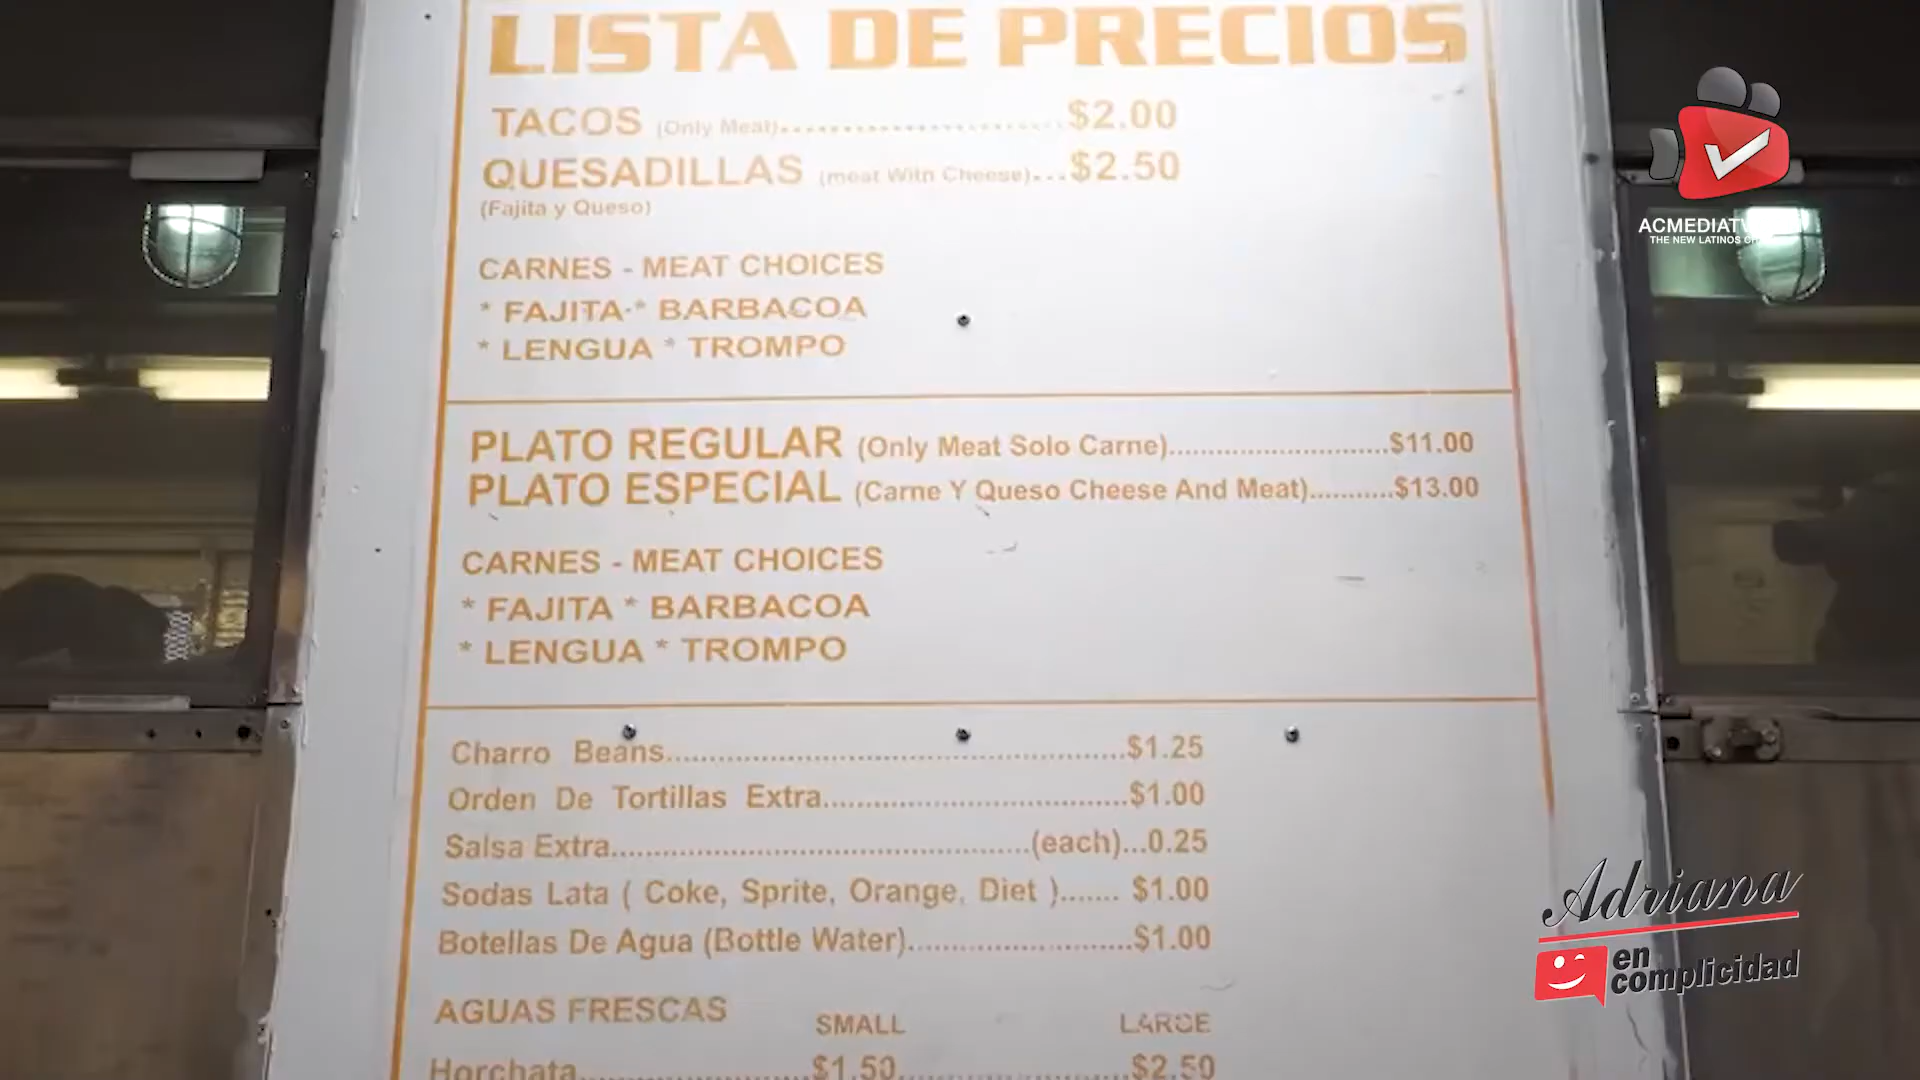 LISTA DE PRECIOS
TACOS (Only Meat)........................$2.00
QUESADILLAS (meat With Cheese)...$2.50
(Fajita y Queso)
CARNES - MEAT CHOICES
* FAJITA * BARBACOA
* LENGUA * TROMPO
PLATO REGULAR (Only Meat Solo Carne)............................$11.00
PLATO ESPECIAL (Carne Y Queso Cheese And Meat)...........$13.00
CARNES - MEAT CHOICES
* FAJITA * BARBACOA
* LENGUA * TROMPO
Charro Beans......................................................$1.25
Orden De Tortillas Extra...................................$1.00
Salsa Extra.................................................(each)...0.25
Sodas Lata ( Coke, Sprite, Orange, Diet )....... $1.00
Botellas De Agua (Bottle Water)..........................$1.00
AGUAS FRESCAS
SMALL LARGE
Horchata...........................$1.50...........................$2.50
ACMEDIATV
THE NEW LATINOS
Adriana
en
complicidad